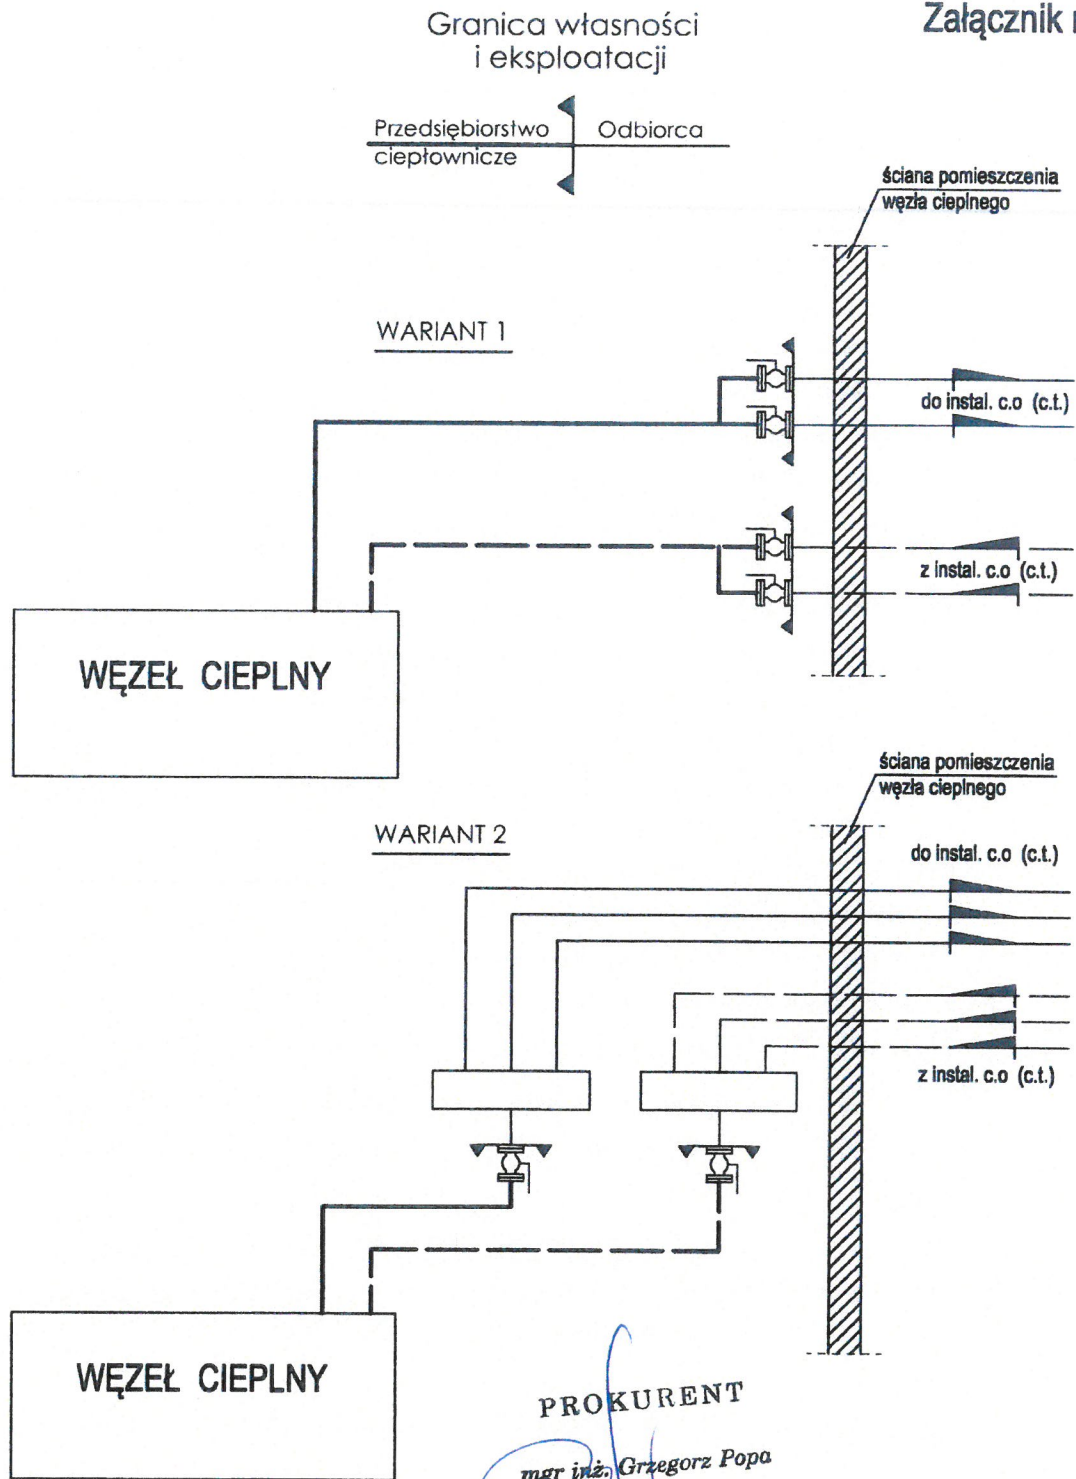 Granica własności
i eksploatacji
Załącznik
Przedsiębiorstwo
ciepłownicze
Odbiorca
ściana pomieszczenia
węzła cieplnego
WARIANT 1
do instal. c.o (c.t.)
z instal. c.o (c.t.)
WĘZEŁ CIEPLNY
ściana pomieszczenia
węzła cieplnego
WARIANT 2
do instal. c.o (c.t.)
z instal. c.o (c.t.)
WĘZEŁ CIEPLNY
PROKURENT
mgr inż. Grzegorz Popa